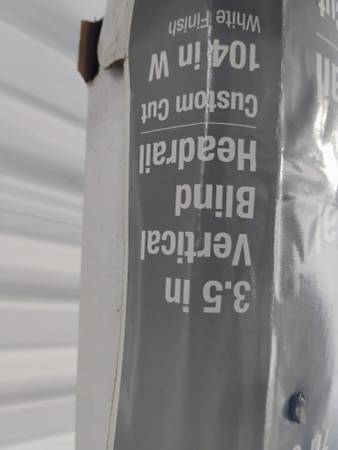 3.5 in
Vertical
Blind
Headrail
Custom Cut
104 in W
White Finish